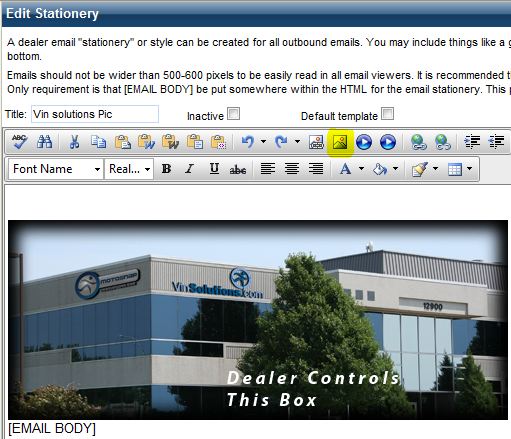 Edit Stationery
A dealer email "stationery" or style can be created for all outbound emails. You may include things like a g
bottom.
Emails should not be wider than 500-600 pixels to be easily read in all email viewers. It is recommended t
Only requirement is that [EMAIL BODY] be put somewhere within the HTML for the email stationery. This p
Title: Vin solutions Pic Inactive Default template
ABC
Font Name Real... B I U abc A
MOTOSNAP
VinSolutions.com
12900
Dealer Controls
This Box
[EMAIL BODY]